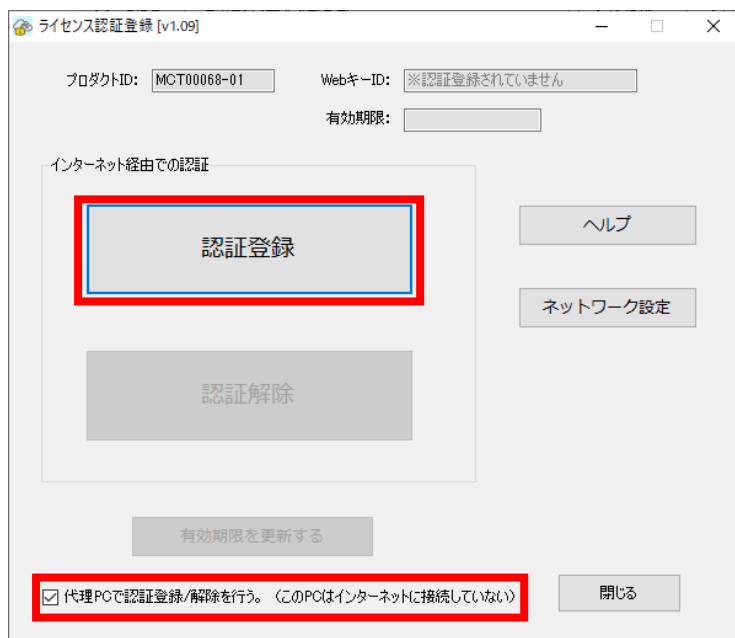 ライセンス認証登録 [v1.09]
プロダクトID: MCT00068-01 WebキーID: ※認証登録されていません
有効期限:
インターネット経由での認証
認証登録
ヘルプ
ネットワーク設定
認証解除
有効期限を更新する
代理PCで認証登録/解除を行う。（このPCはインターネットに接続していない）
閉じる